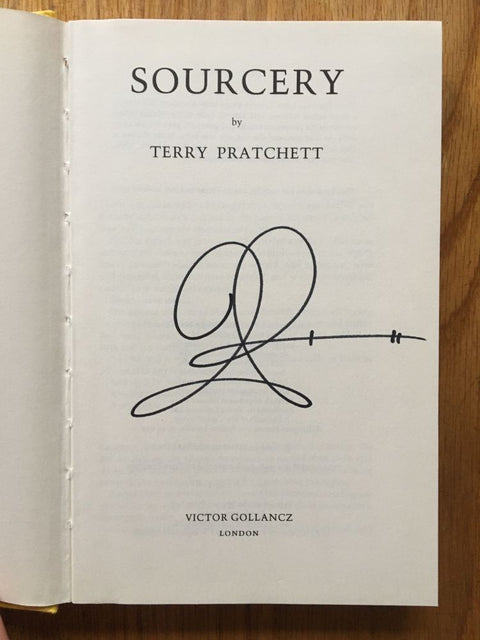 SOURCERY
by
TERRY PRATCHETT
VICTOR GOLLANCZ
LONDON